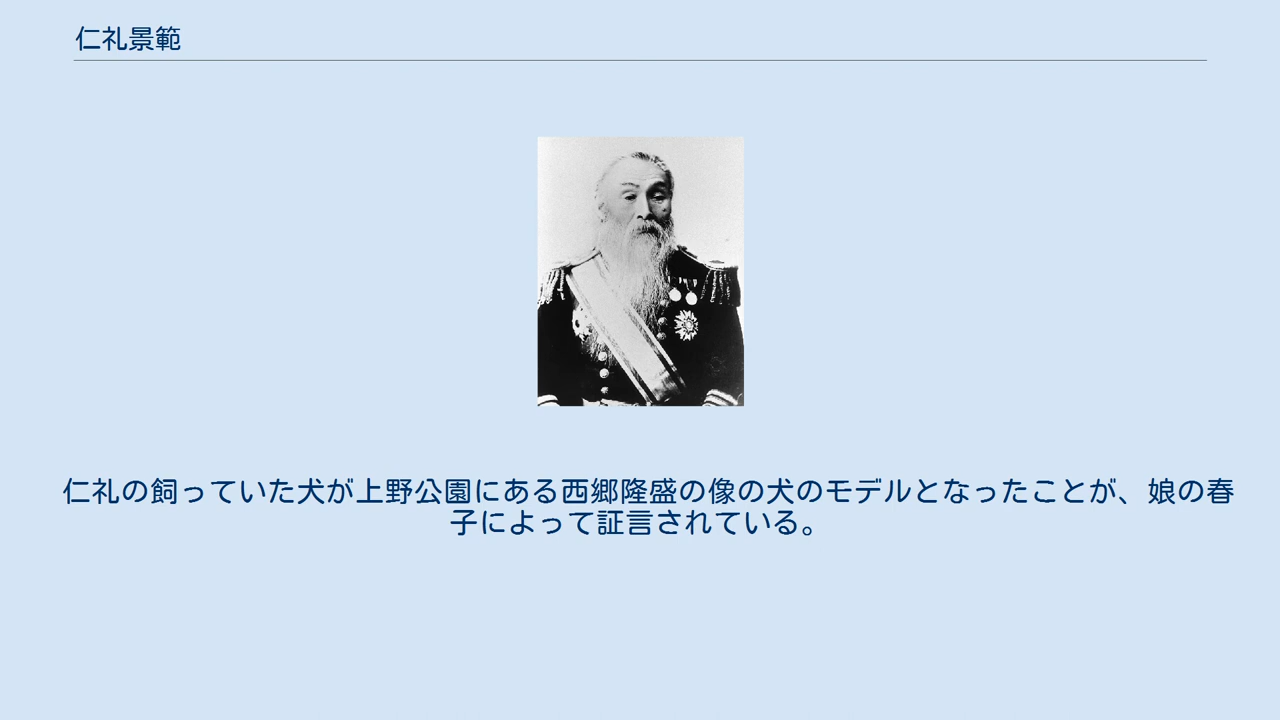 仁礼景範
仁礼の飼っていた犬が上野公園にある西郷隆盛の像の犬のモデルとなったことが、娘の春
子によって証言されている。